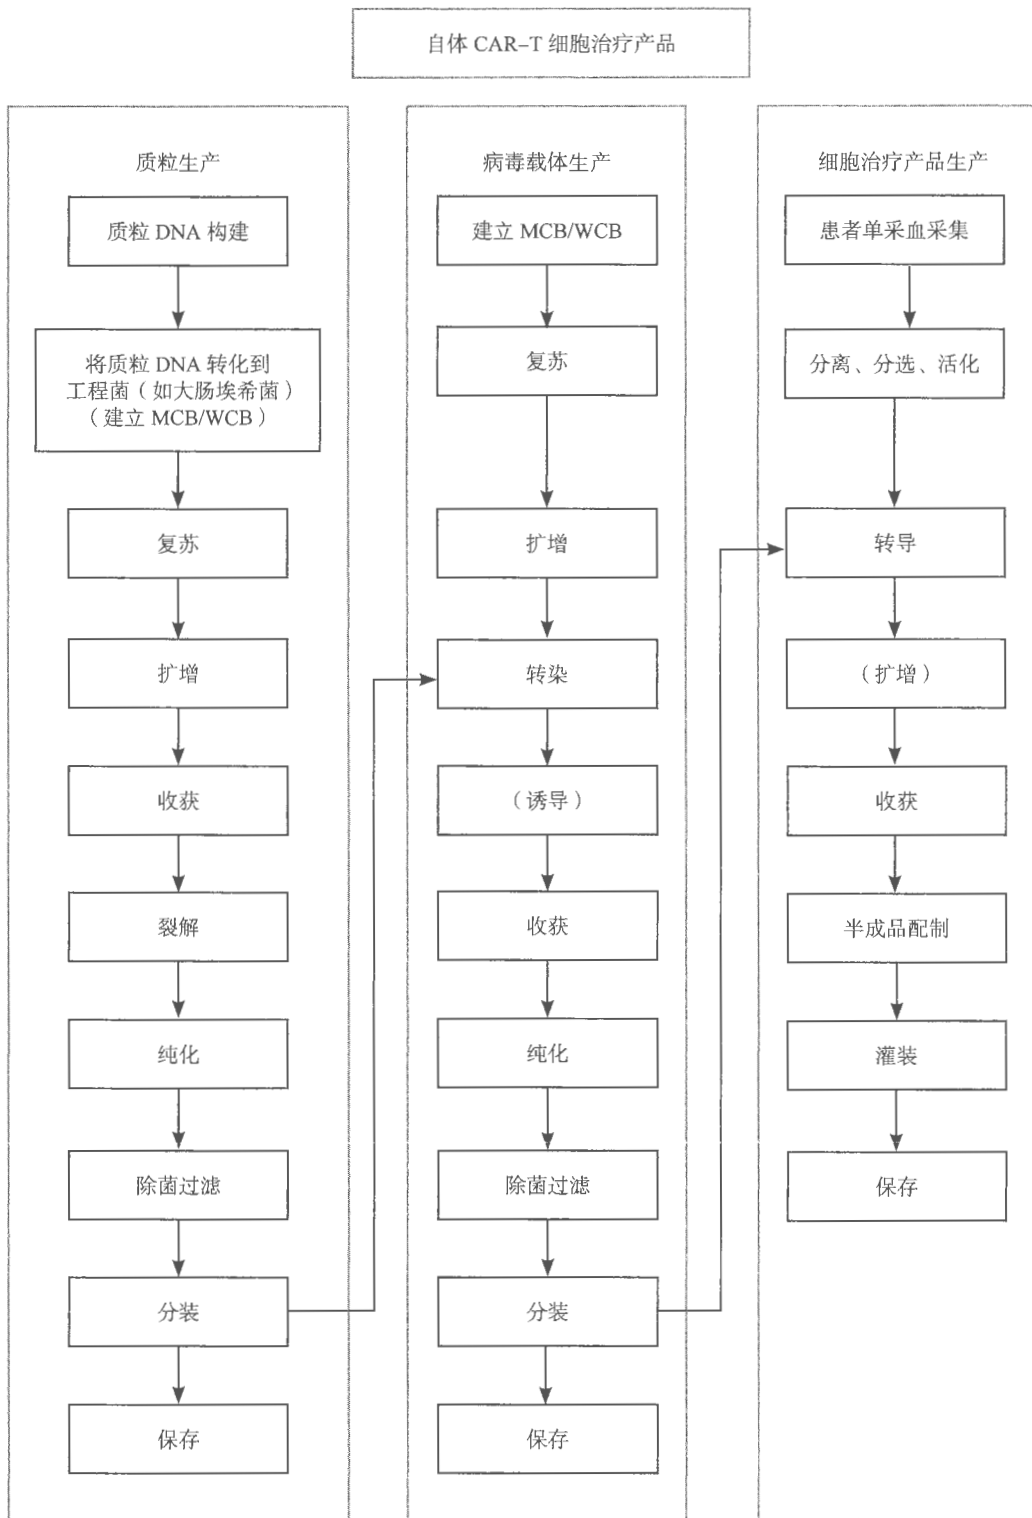 自体 CAR-T 细胞治疗产品
质粒生产
质粒 DNA 构建
将质粒 DNA 转化到
工程菌（如大肠埃希菌）
（建立 MCB/WCB）
复苏
扩增
收获
裂解
纯化
除菌过滤
分装
保存
病毒载体生产
建立 MCB/WCB
复苏
扩增
转染
（诱导）
收获
纯化
除菌过滤
分装
保存
细胞治疗产品生产
患者单采血采集
分离、分选、活化
转导
（扩增）
收获
半成品配制
灌装
保存